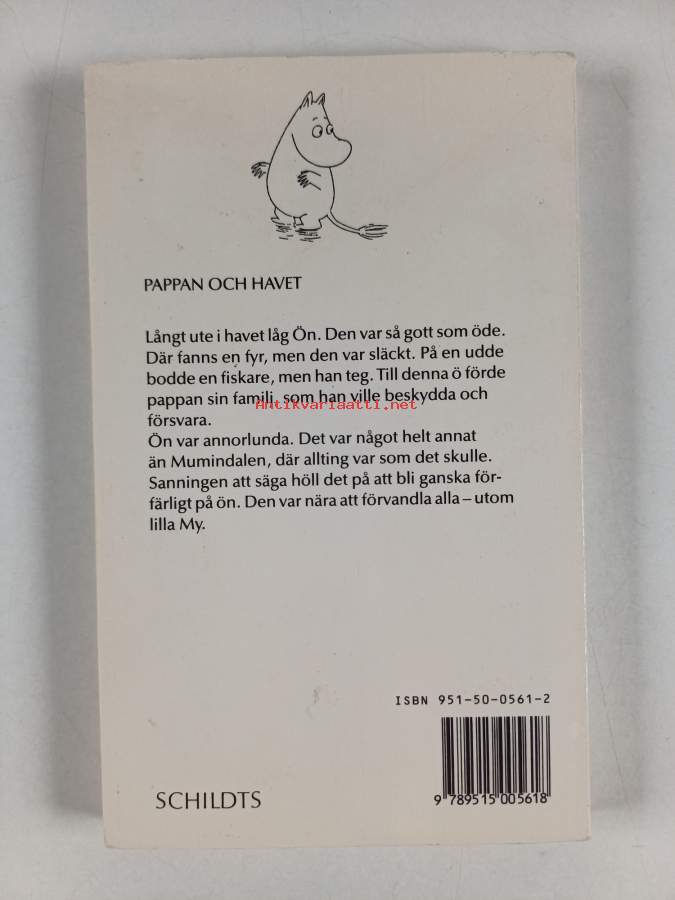 PAPPAN OCH HAVET
Långt ute i havet låg Ön. Den var så gott som öde.
Där fanns en fyr, men den var släckt. På en udde
bodde en fiskare, men han teg. Till denna ö förde
pappan sin familj, som han ville beskydda och
Antikvariaatti.net
försvara.
Ön var annorlunda. Det var något helt annat
än Mumindalen, där allting var som det skulle.
Sanningen att säga höll det på att bli ganska för-
färligt på ön. Den var nära att förvandla alla – utom
lilla My.
ISBN 951-50-0561-2
SCHILDTS
9 789515 005618